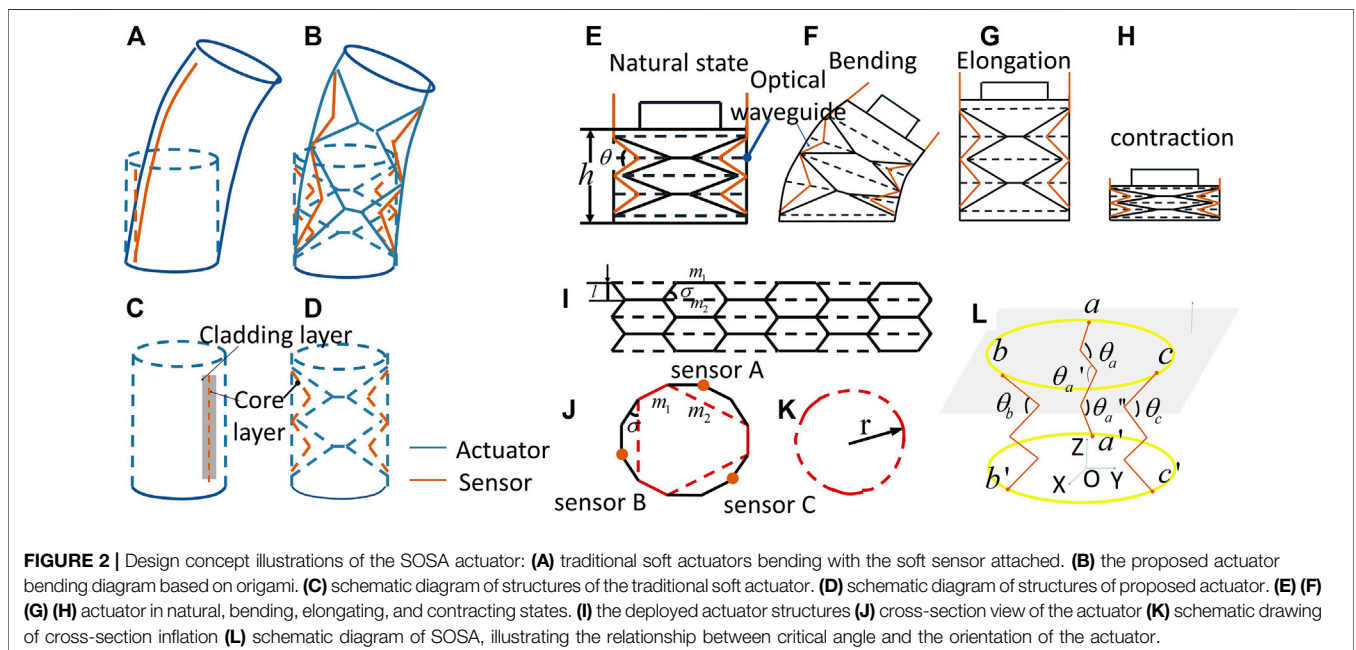 A
B
E
F
G
H
Natural state
Bending
Elongation
contraction
Optical
waveguide
θ
h
C
D
Cladding layer
Core
layer
Actuator
Sensor
I
l
m₁
σ
m₂
J
sensor A
m₁
m₂
σ
sensor B
sensor C
K
r
L
a
b
c
θₐ
θₐ'
θ_b
θₐ"
θ_c
a'
b'
c'
Z
X
O
Y
FIGURE 2 | Design concept illustrations of the SOSA actuator: (A) traditional soft actuators bending with the soft sensor attached. (B) the proposed actuator
bending diagram based on origami. (C) schematic diagram of structures of the traditional soft actuator. (D) schematic diagram of structures of proposed actuator. (E) (F)
(G) (H) actuator in natural, bending, elongating, and contracting states. (I) the deployed actuator structures (J) cross-section view of the actuator (K) schematic drawing
of cross-section inflation (L) schematic diagram of SOSA, illustrating the relationship between critical angle and the orientation of the actuator.